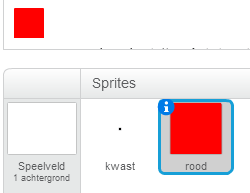 Sprites
Speelveld
1 achtergrond
kwast
rood